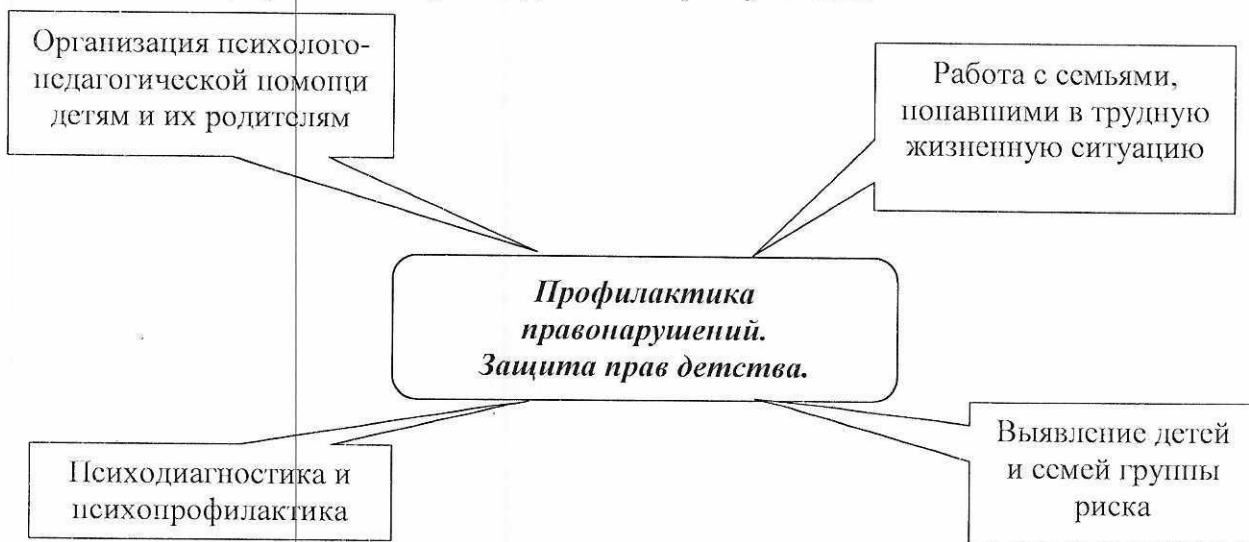 Организация психолого-
педагогической помощи
детям и их родителям
Работа с семьями,
попавшими в трудную
жизненную ситуацию
Профилактика
правонарушений.
Защита прав детства.
Психодиагностика и
психопрофилактика
Выявление детей
и семей группы
риска